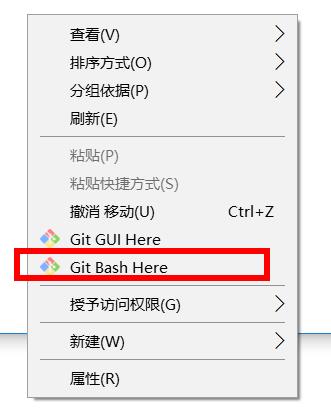 查看(V)
排序方式(O)
分组依据(P)
刷新(E)
粘贴(P)
粘贴快捷方式(S)
撤消 移动(U) Ctrl+Z
Git GUI Here
Git Bash Here
授予访问权限(G)
新建(W)
属性(R)